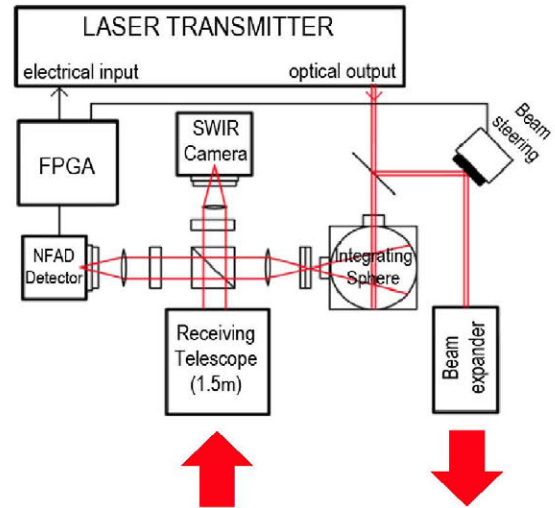 LASER TRANSMITTER
electrical input
optical output
SWIR
Camera
Beam
steering
FPGA
NFAD
Detector
Integrating
Sphere
Receiving
Telescope
(1.5m)
Beam
expander